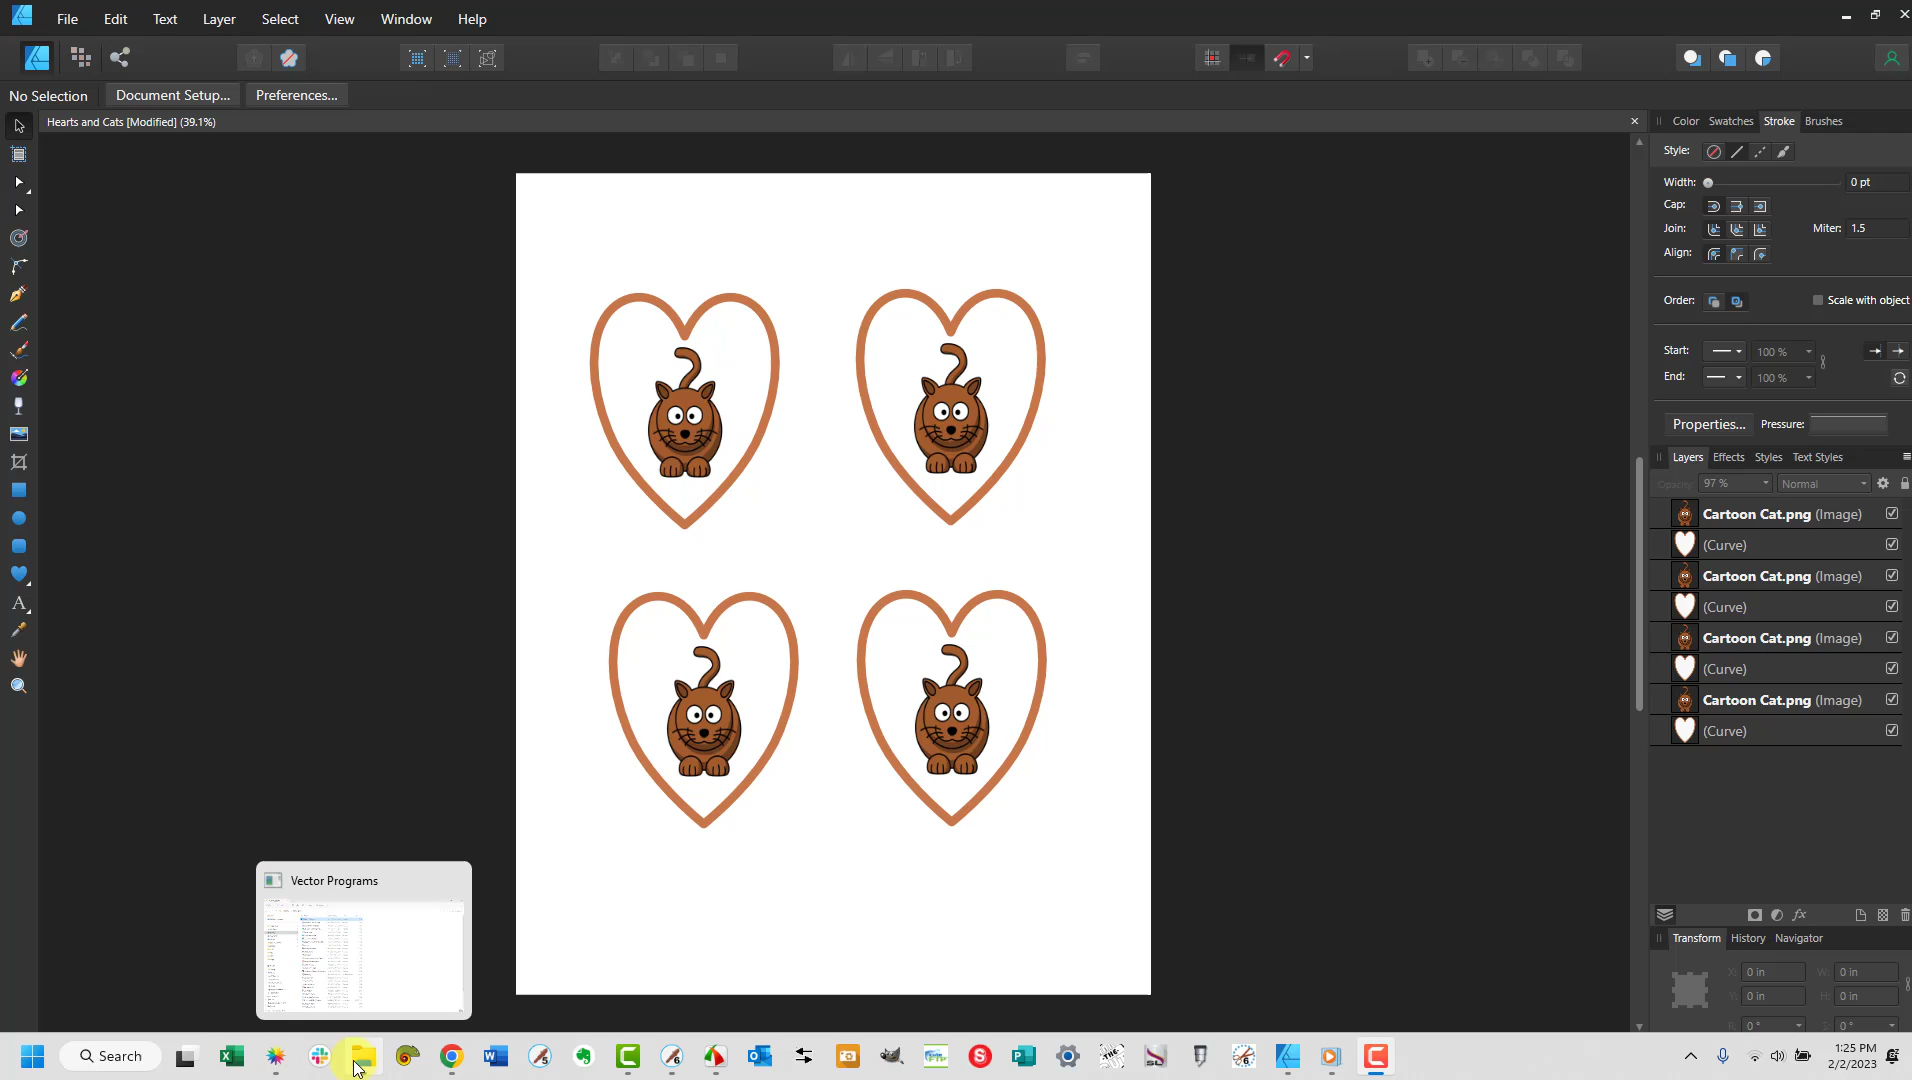 File Edit Text Layer Select View Window Help
No Selection Document Setup... Preferences...
Hearts and Cats [Modified] (39.1%)
Color Swatches Stroke Brushes
Style:
Width: 0 pt
Cap:
Join: Miter: 1.5
Align:
Order: Scale with object
Start: 100 %
End: 100 %
Properties... Pressure:
Layers Effects Styles Text Styles
Opacity: 97 % Normal
Cartoon Cat.png (Image)
(Curve)
Cartoon Cat.png (Image)
(Curve)
Cartoon Cat.png (Image)
(Curve)
Cartoon Cat.png (Image)
(Curve)
fx
Transform History Navigator
X: 0 in W: 0 in
Y: 0 in H: 0 in
R: 0 ° S: 0 °
Vector Programs
Search
1:25 PM
2/2/2023